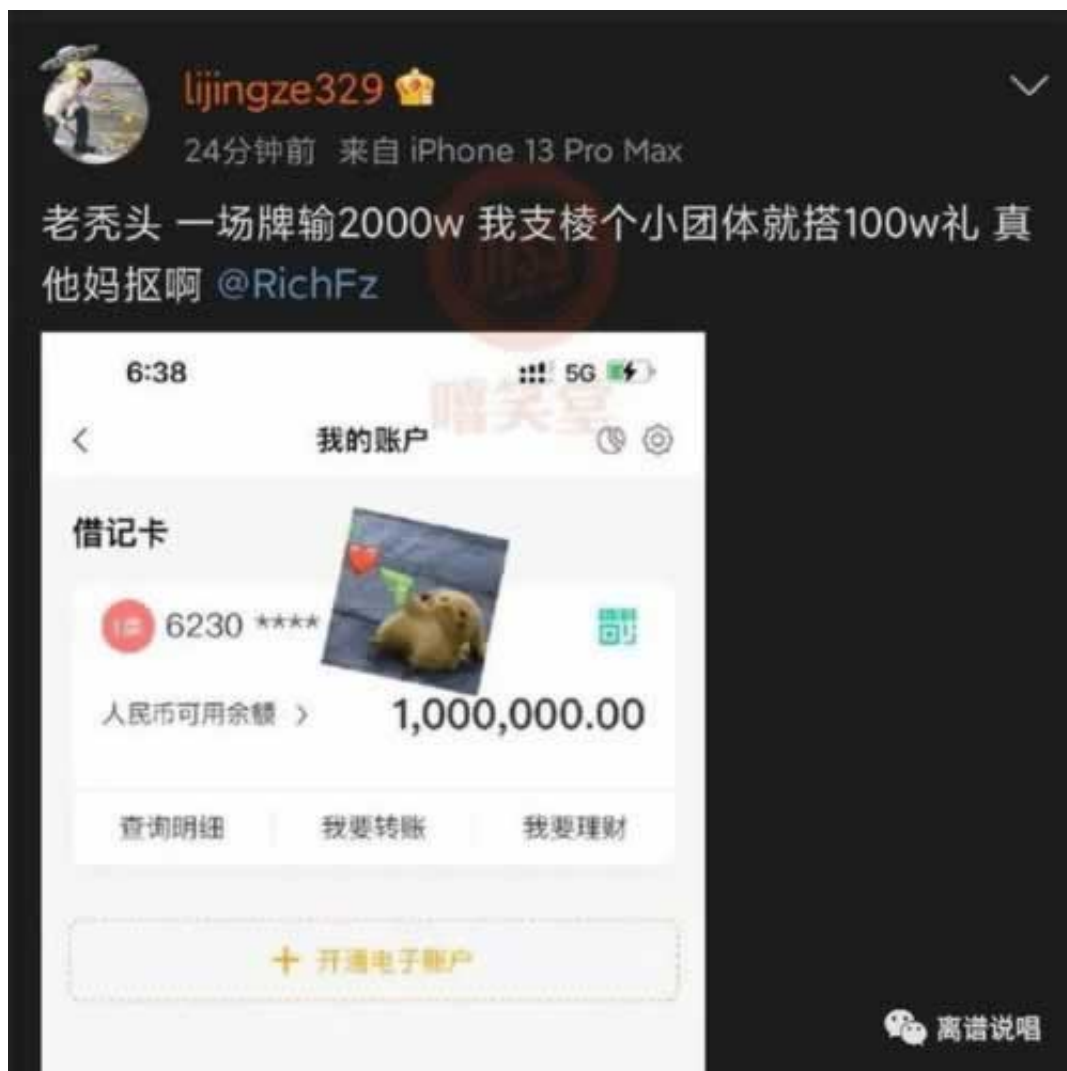 lijingze329
24分钟前 来自 iPhone 13 Pro Max
老秃头 一场牌输2000w 我支棱个小团体就搭100w礼 真
他妈抠啊 @RichFz
6:38
5G
我的账户
嘻笑堂
借记卡
6230 ****
人民币可用余额 >
1,000,000.00
查询明细
我要转账
我要理财
+ 开通电子账户
离谱说唱